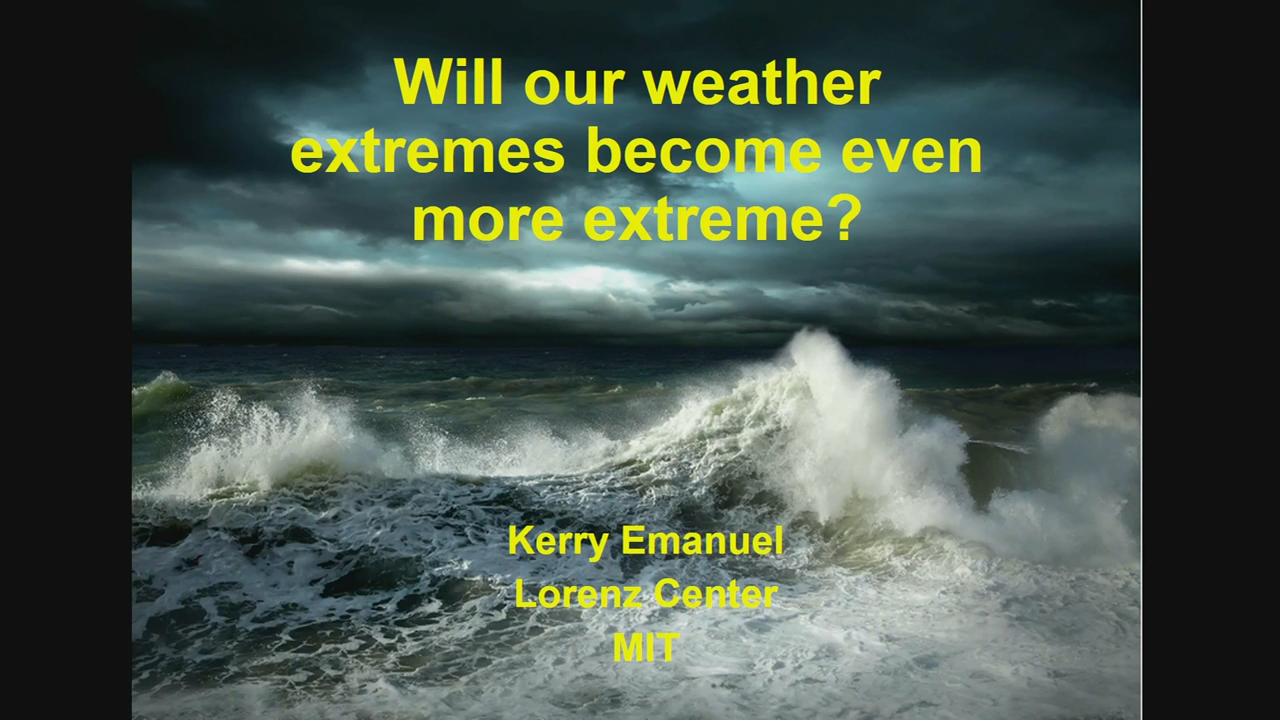 Will our weather
extremes become even
more extreme?
Kerry Emanuel
Lorenz Center
MIT